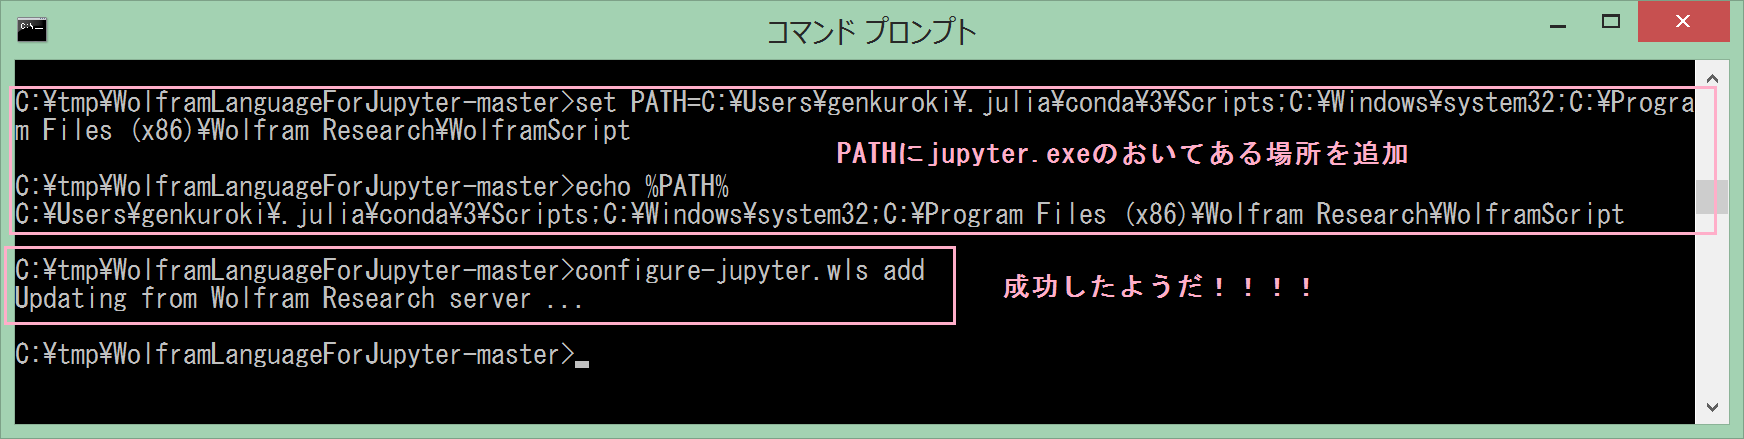 コマンド プロンプト
C:¥tmp¥WolframLanguageForJupyter-master>set PATH=C:¥Users¥genkuroki¥.julia¥conda¥3¥Scripts;C:¥Windows¥system32;C:¥Progra
m Files (x86)¥Wolfram Research¥WolframScript
PATHにjupyter.exeのおいてある場所を追加
C:¥tmp¥WolframLanguageForJupyter-master>echo %PATH%
C:¥Users¥genkuroki¥.julia¥conda¥3¥Scripts;C:¥Windows¥system32;C:¥Program Files (x86)¥Wolfram Research¥WolframScript
C:¥tmp¥WolframLanguageForJupyter-master>configure-jupyter.wls add
Updating from Wolfram Research server ...
成功したようだ！！！！
C:¥tmp¥WolframLanguageForJupyter-master>